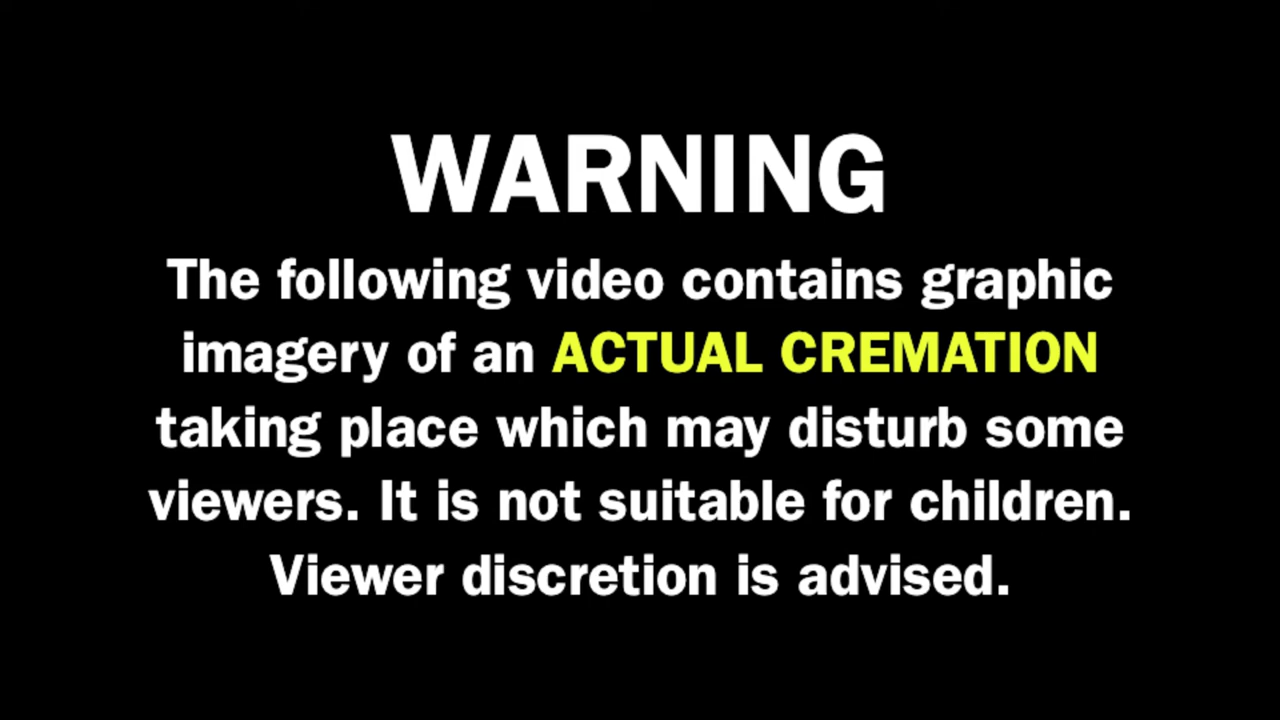 WARNING
The following video contains graphic
imagery of an ACTUAL CREMATION
taking place which may disturb some
viewers. It is not suitable for children.
Viewer discretion is advised.